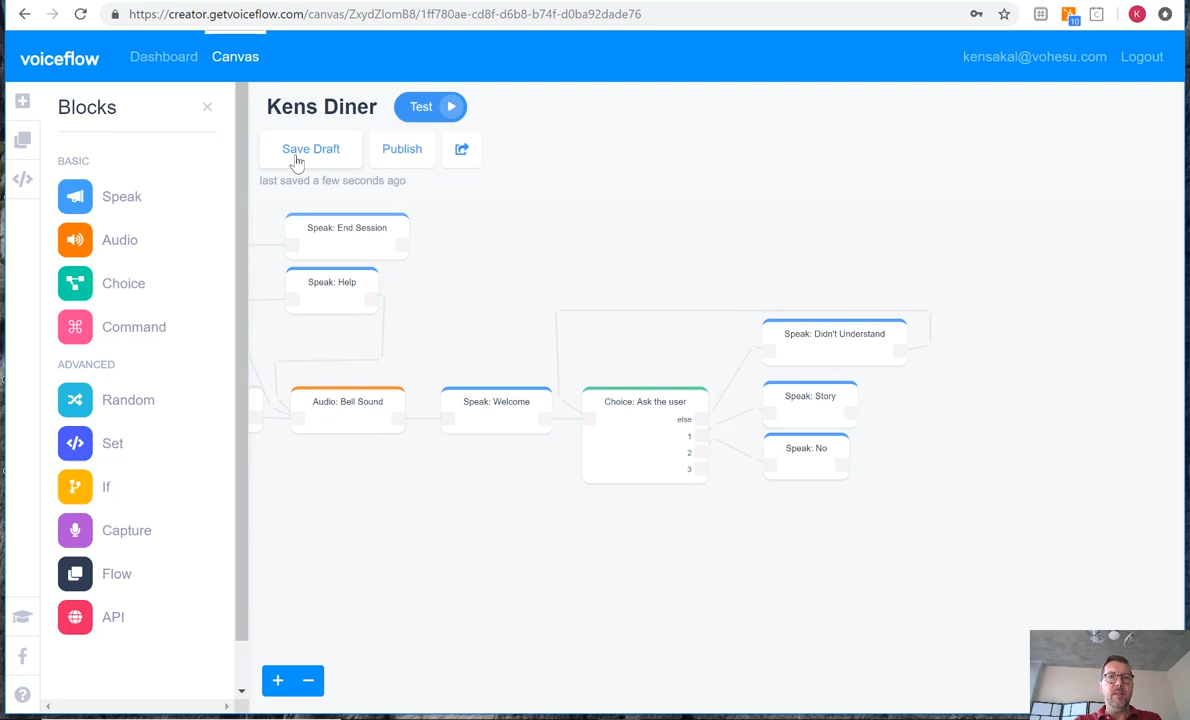 https://creator.getvoiceflow.com/canvas/ZxydZIomB8/1ff780ae-cd8f-d6b8-b74f-d0ba92dade76
10
C
K
voiceflow
Dashboard
Canvas
kensakal@vohesu.com
Logout
Blocks
×
Kens Diner
Test
Save Draft
Publish
last saved a few seconds ago
BASIC
Speak
Audio
Choice
Command
ADVANCED
Random
Set
If
Capture
Flow
API
Speak: End Session
Speak: Help
Audio: Bell Sound
Speak: Welcome
Choice: Ask the user
else
1
2
3
Speak: Didn't Understand
Speak: Story
Speak: No
+
−